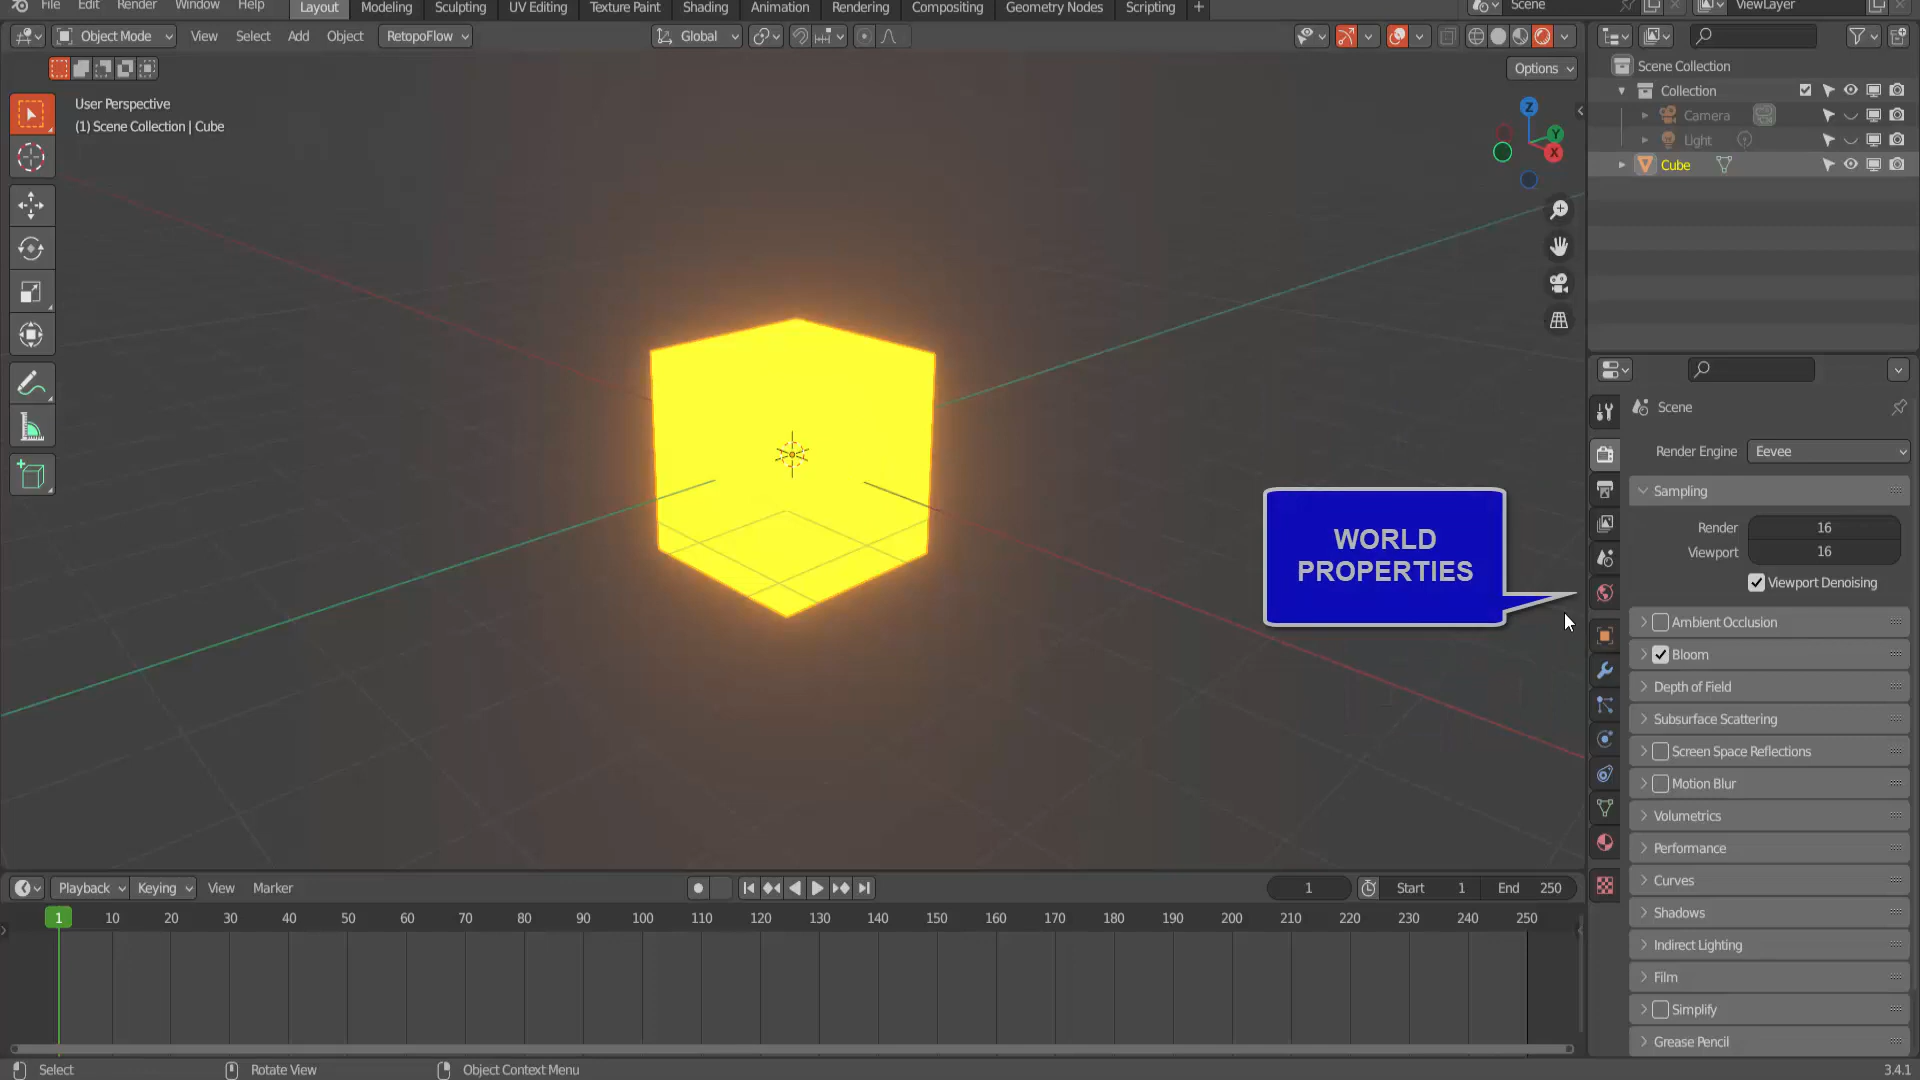 File Edit Render Window Help Layout Modeling Sculpting UV Editing Texture Paint Shading Animation Rendering Compositing Geometry Nodes Scripting + Scene ViewLayer
Object Mode View Select Add Object RetopoFlow Global
Options
User Perspective
(1) Scene Collection | Cube
Z
Y
X
Scene Collection
Collection
Camera
Light
Cube
Scene
Render Engine Eevee
Sampling
Render 16
Viewport 16
Viewport Denoising
Ambient Occlusion
Bloom
Depth of Field
Subsurface Scattering
Screen Space Reflections
Motion Blur
Volumetrics
Performance
Curves
Shadows
Indirect Lighting
Film
Simplify
Grease Pencil
WORLD
PROPERTIES
Playback Keying View Marker 1 Start 1 End 250
1 10 20 30 40 50 60 70 80 90 100 110 120 130 140 150 160 170 180 190 200 210 220 230 240 250
Select Rotate View Object Context Menu 3.4.1